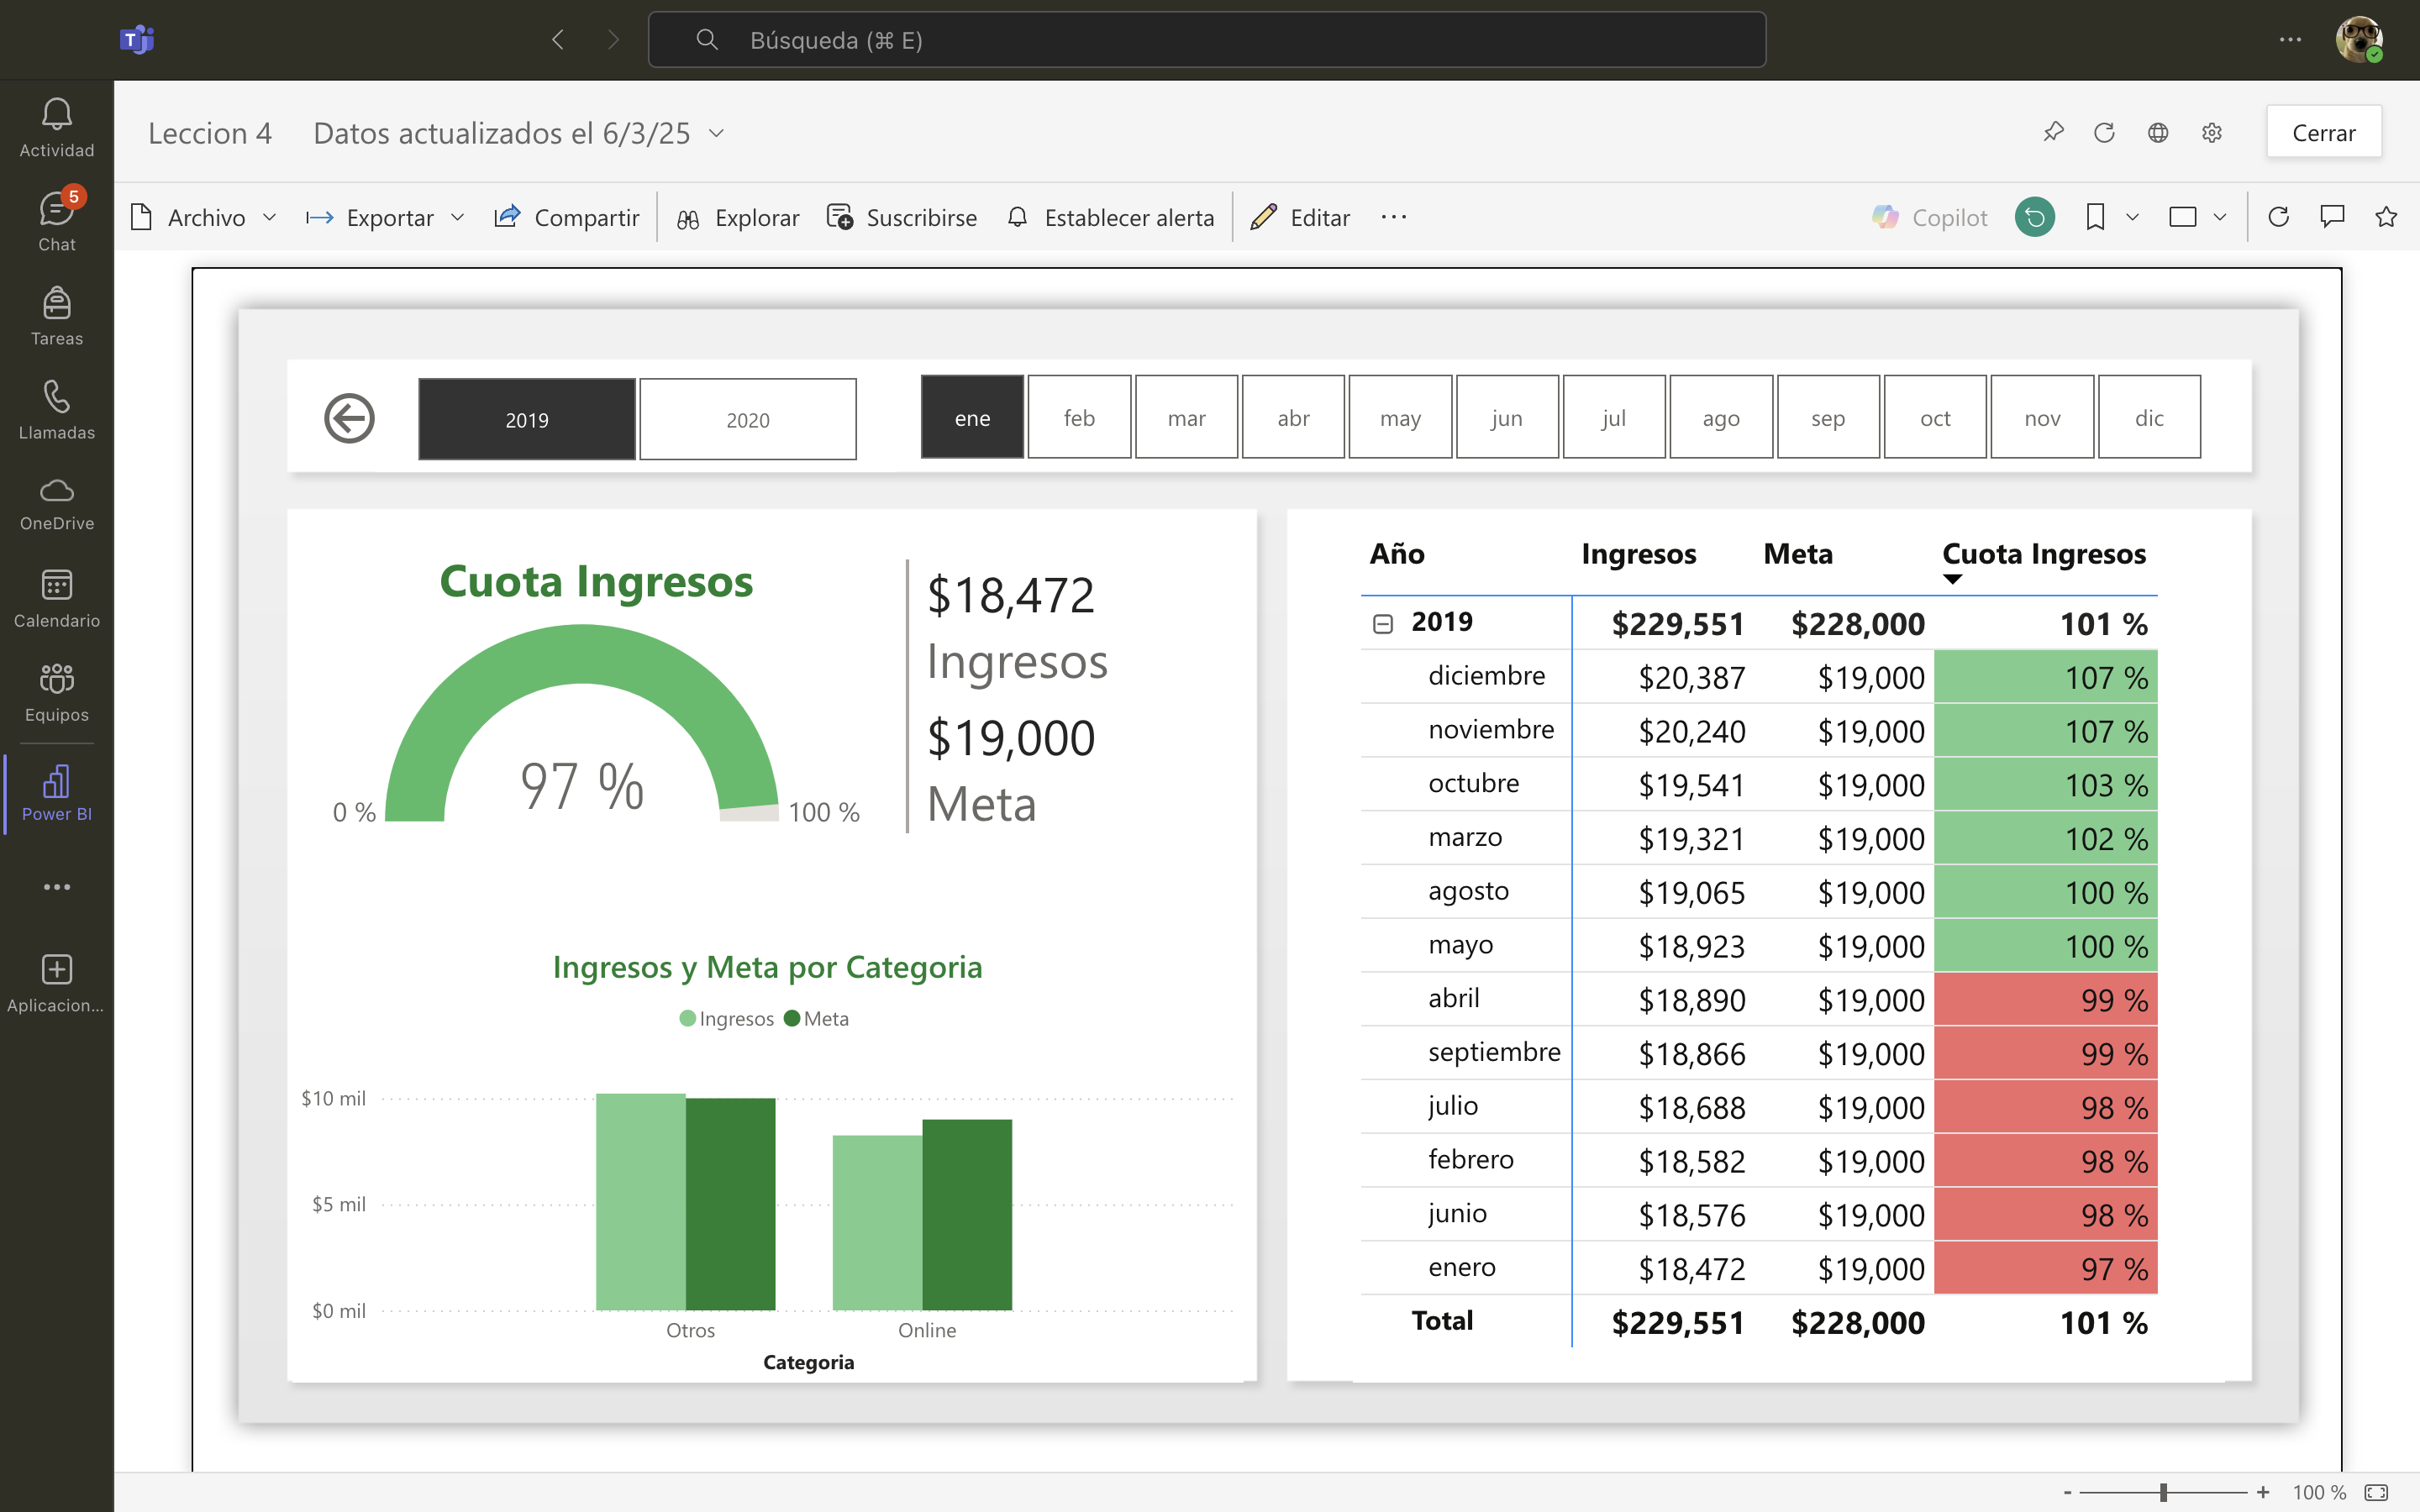 Búsqueda (⌘ E)
Actividad
5
Chat
Tareas
Llamadas
OneDrive
Calendario
Equipos
Power BI
Aplicacion...
Leccion 4 Datos actualizados el 6/3/25
Cerrar
Archivo Exportar Compartir Explorar Suscribirse Establecer alerta Editar Copilot
2019 2020 ene feb mar abr may jun jul ago sep oct nov dic
Cuota Ingresos
97 %
0 % 100 %
$18,472
Ingresos
$19,000
Meta
Ingresos y Meta por Categoria
Ingresos Meta
$10 mil
$5 mil
$0 mil
Otros Online
Categoria
Año Ingresos Meta Cuota Ingresos
2019 $229,551 $228,000 101 %
diciembre $20,387 $19,000 107 %
noviembre $20,240 $19,000 107 %
octubre $19,541 $19,000 103 %
marzo $19,321 $19,000 102 %
agosto $19,065 $19,000 100 %
mayo $18,923 $19,000 100 %
abril $18,890 $19,000 99 %
septiembre $18,866 $19,000 99 %
julio $18,688 $19,000 98 %
febrero $18,582 $19,000 98 %
junio $18,576 $19,000 98 %
enero $18,472 $19,000 97 %
Total $229,551 $228,000 101 %
- + 100 %